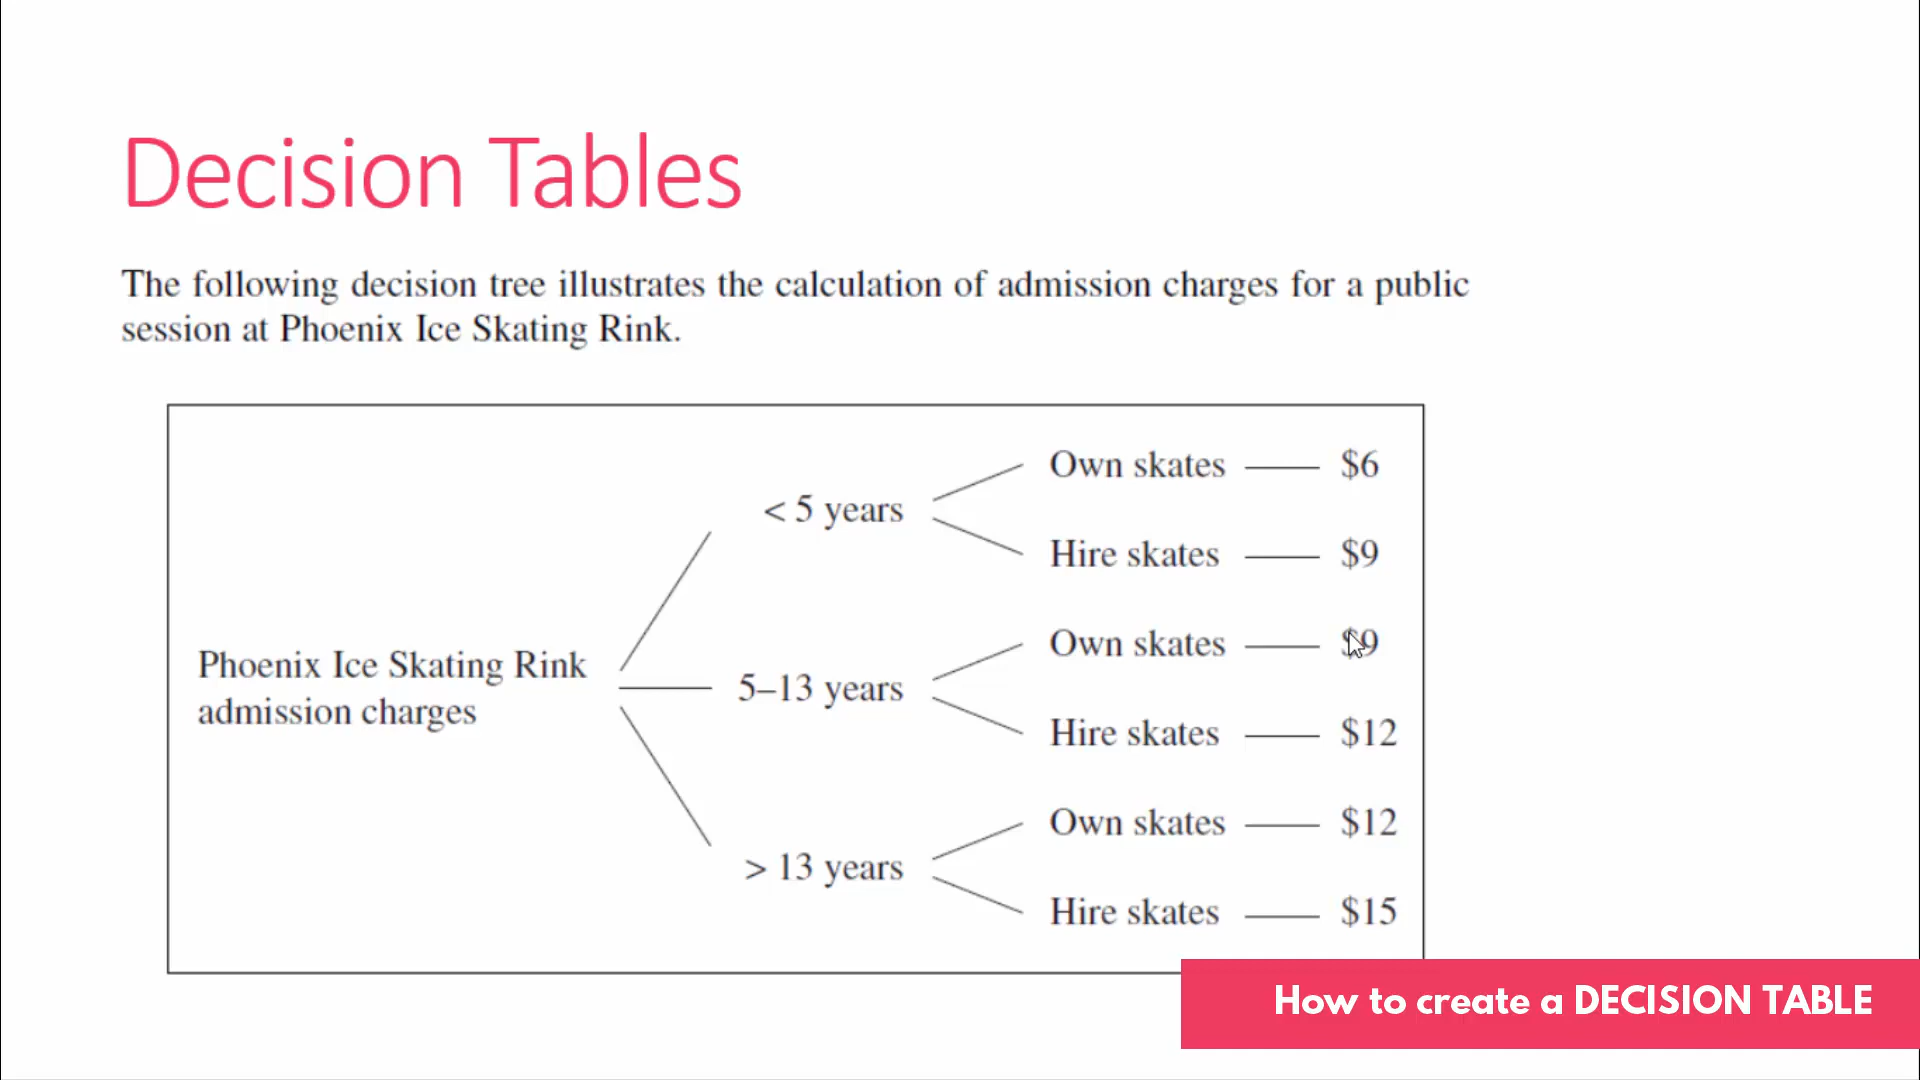 Decision Tables
The following decision tree illustrates the calculation of admission charges for a public
session at Phoenix Ice Skating Rink.
Own skates $6
< 5 years
Hire skates $9
Own skates $9
Phoenix Ice Skating Rink
admission charges
5–13 years
Hire skates $12
Own skates $12
> 13 years
Hire skates $15
How to create a DECISION TABLE